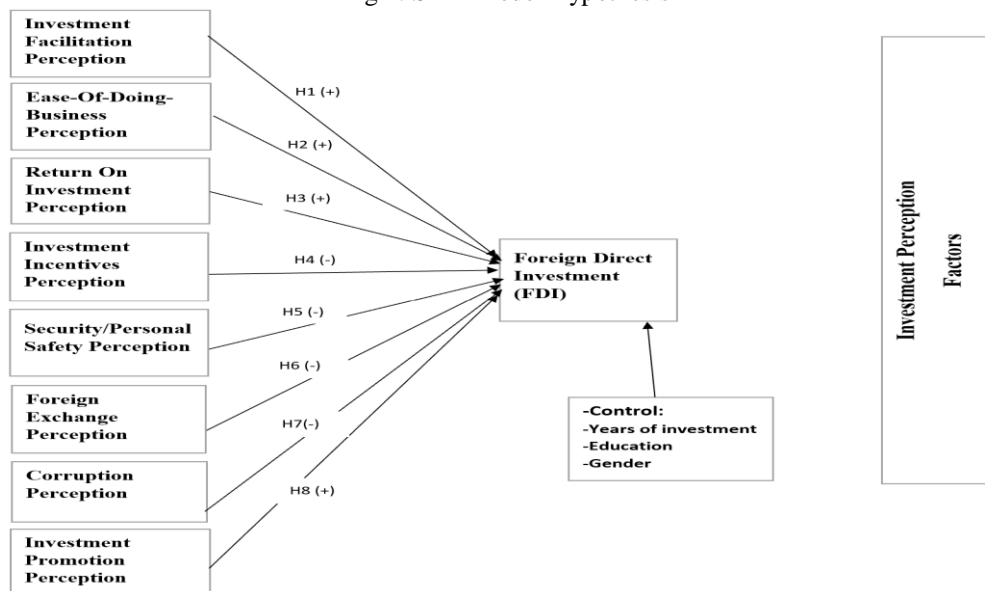 Investment
Facilitation
Perception
Ease-Of-Doing-
Business
Perception
Return On
Investment
Perception
Investment
Incentives
Perception
Security/Personal
Safety Perception
Foreign
Exchange
Perception
Corruption
Perception
Investment
Promotion
Perception
H1 (+)
H2 (+)
H3 (+)
H4 (-)
H5 (-)
H6 (-)
H7(-)
H8 (+)
Foreign Direct
Investment
(FDI)
-Control:
-Years of investment
-Education
-Gender
Investment Perception
Factors